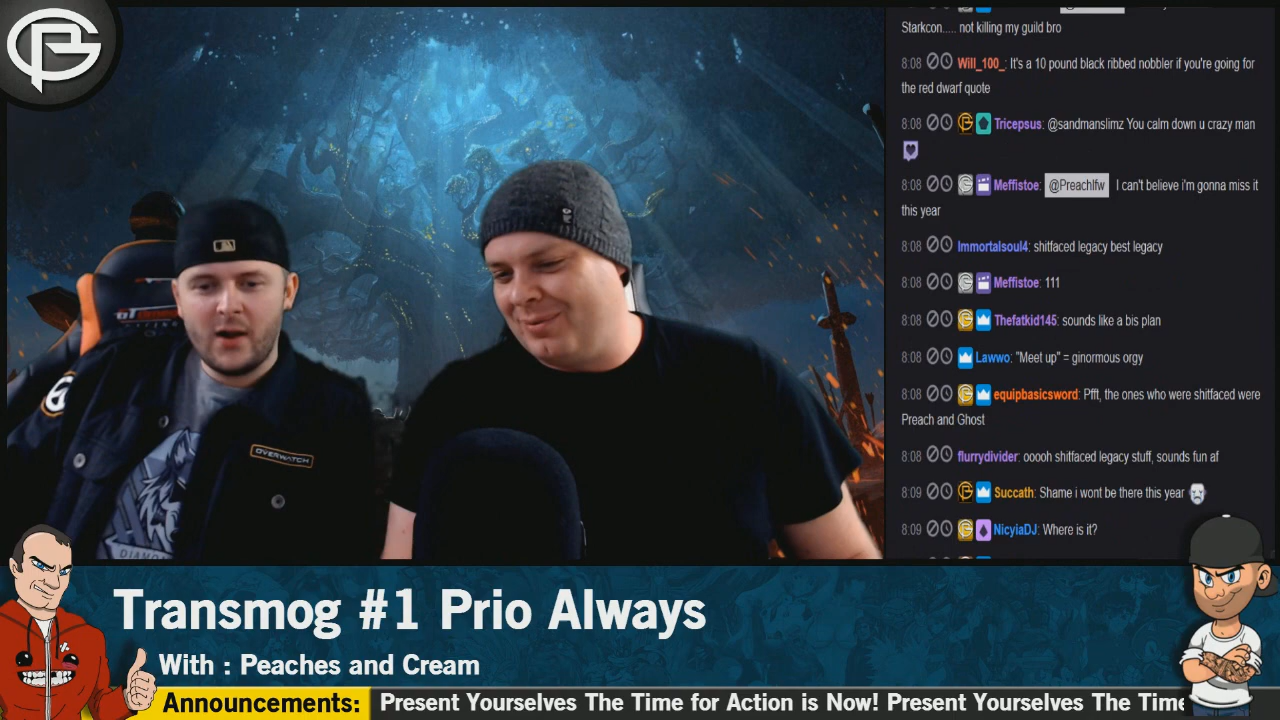 Starkcon..... not killing my guild bro
8:08 Will_100_: It's a 10 pound black ribbed nobbler if you're going for
the red dwarf quote
8:08 Tricepsus: @sandmanslimz You calm down u crazy man
8:08 Meffistoe: @Preachlfw I can't believe i'm gonna miss it
this year
8:08 Immortalsoul4: shitfaced legacy best legacy
8:08 Meffistoe: 111
8:08 Thefatkid145: sounds like a bis plan
8:08 Lawwo: "Meet up" = ginormous orgy
8:08 equipbasicsword: Pfft, the ones who were shitfaced were
Preach and Ghost
8:08 flurrydivider: ooooh shitfaced legacy stuff, sounds fun af
8:09 Succath: Shame i wont be there this year
8:09 NicyiaDJ: Where is it?
OVERWATCH
DIAMON
Transmog #1 Prio Always
With : Peaches and Cream
Announcements: Present Yourselves The Time for Action is Now! Present Yourselves The Time